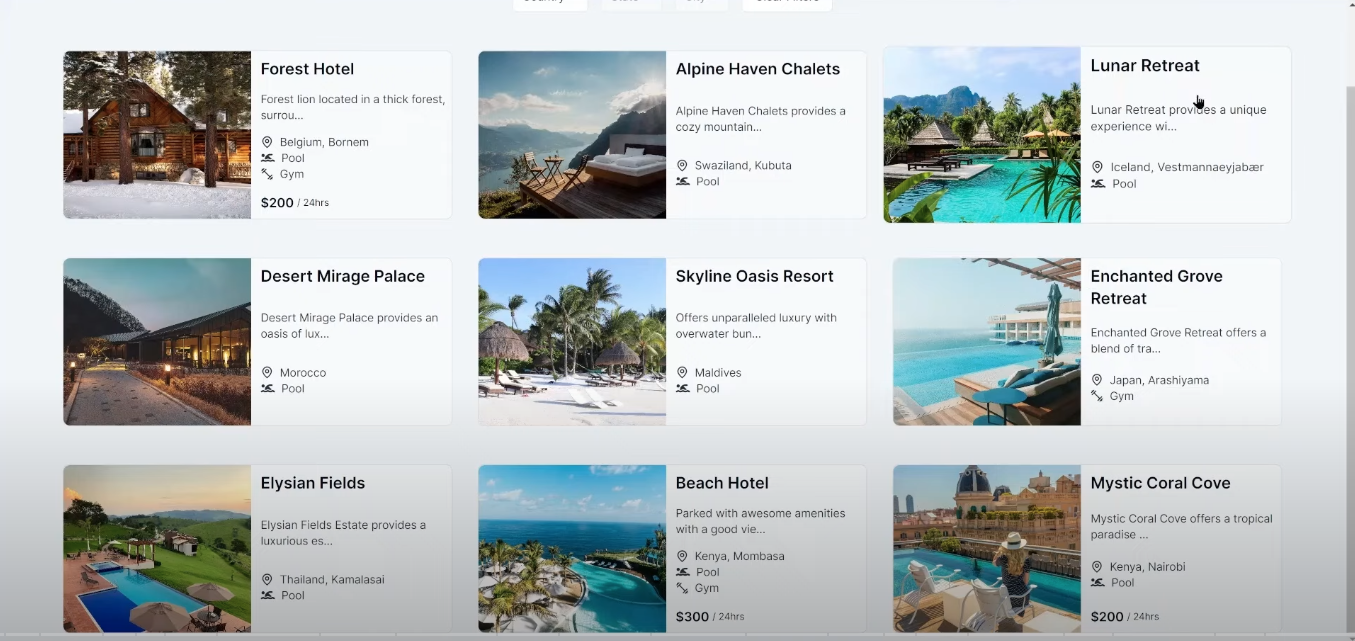 Forest Hotel
Forest lion located in a thick forest,
surrou...
Belgium, Bornem
Pool
Gym
$200 / 24hrs
Alpine Haven Chalets
Alpine Haven Chalets provides a
cozy mountain...
Swaziland, Kubuta
Pool
Lunar Retreat
Lunar Retreat provides a unique
experience wi...
Iceland, Vestmannaeyjabær
Pool
Desert Mirage Palace
Desert Mirage Palace provides an
oasis of lux...
Morocco
Pool
Skyline Oasis Resort
Offers unparalleled luxury with
overwater bun...
Maldives
Pool
Enchanted Grove
Retreat
Enchanted Grove Retreat offers a
blend of tra...
Japan, Arashiyama
Gym
Elysian Fields
Elysian Fields Estate provides a
luxurious es...
Thailand, Kamalasai
Pool
Beach Hotel
Parked with awesome amenities
with a good vie...
Kenya, Mombasa
Pool
Gym
$300 / 24hrs
Mystic Coral Cove
Mystic Coral Cove offers a tropical
paradise ...
Kenya, Nairobi
Pool
$200 / 24hrs